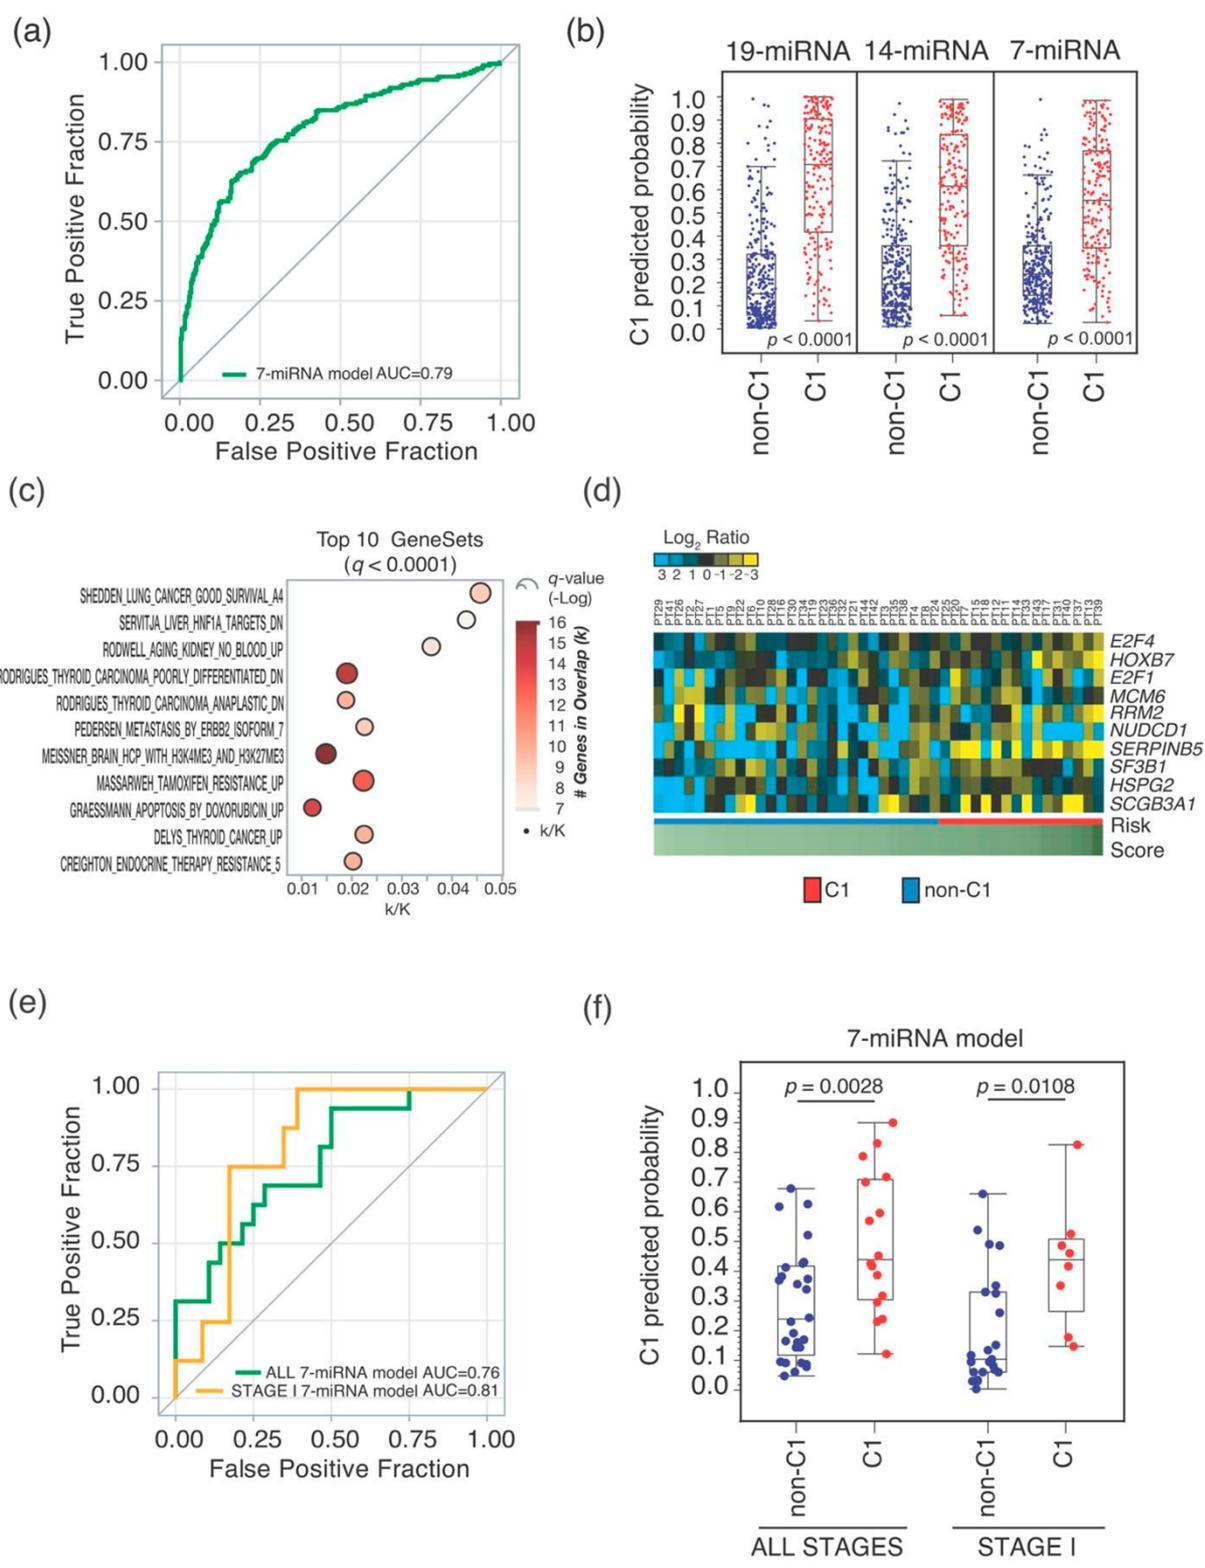 (a)
1.00
0.75
0.50
0.25
0.00
True Positive Fraction
7-miRNA model AUC=0.79
0.00 0.25 0.50 0.75 1.00
False Positive Fraction
(b)
19-miRNA 14-miRNA 7-miRNA
C1 predicted probability
1.0
0.9
0.8
0.7
0.6
0.5
0.4
0.3
0.2
0.1
0.0
p < 0.0001 p < 0.0001 p < 0.0001
non-C1 C1 non-C1 C1 non-C1 C1
(c)
Top 10 GeneSets
(q < 0.0001)
SHEDDEN_LUNG_CANCER_GOOD_SURVIVAL_A4
SERVITJA_LIVER_HNF1A_TARGETS_DN
RODWELL_AGING_KIDNEY_NO_BLOOD_UP
RODRIGUES_THYROID_CARCINOMA_POORLY_DIFFERENTIATED_DN
RODRIGUES_THYROID_CARCINOMA_ANAPLASTIC_DN
PEDERSEN_METASTASIS_BY_ERBB2_ISOFORM_7
MEISSNER_BRAIN_HCP_WITH_H3K4ME3_AND_H3K27ME3
MASSARWEH_TAMOXIFEN_RESISTANCE_UP
GRAESSMANN_APOPTOSIS_BY_DOXORUBICIN_UP
DELYS_THYROID_CANCER_UP
CREIGHTON_ENDOCRINE_THERAPY_RESISTANCE_5
0.01 0.02 0.03 0.04 0.05
k/K
q-value
(-Log)
16
15
14
13
12
11
10
9
8
7
# Genes in Overlap (k)
k/K
(d)
Log2 Ratio
3 2 1 0 -1 -2 -3
E2F4
HOXB7
E2F1
MCM6
RRM2
NUDCD1
SERPINB5
SF3B1
HSPG2
SCGB3A1
Risk
Score
C1 non-C1
(e)
1.00
0.75
0.50
0.25
0.00
True Positive Fraction
ALL 7-miRNA model AUC=0.76
STAGE I 7-miRNA model AUC=0.81
0.00 0.25 0.50 0.75 1.00
False Positive Fraction
(f)
7-miRNA model
C1 predicted probability
1.0
0.9
0.8
0.7
0.6
0.5
0.4
0.3
0.2
0.1
0.0
p = 0.0028 p = 0.0108
non-C1 C1 non-C1 C1
ALL STAGES STAGE I